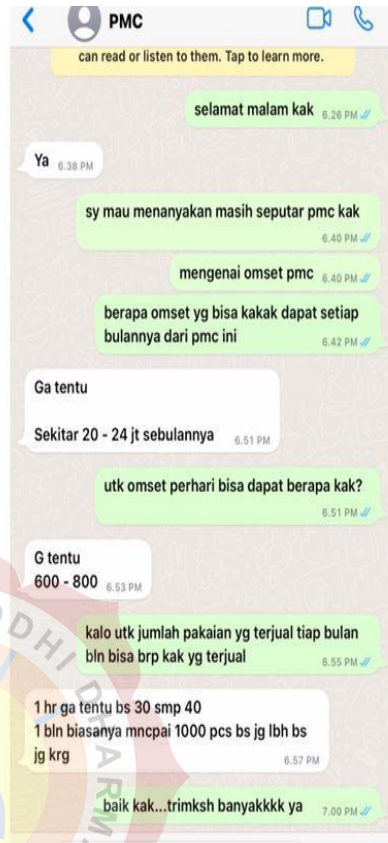 PMC
can read or listen to them. Tap to learn more.
selamat malam kak 6.26 PM
Ya 6.38 PM
sy mau menanyakan masih seputar pmc kak
6.40 PM
mengenai omset pmc 6.40 PM
berapa omset yg bisa kakak dapat setiap
bulannya dari pmc ini 6.42 PM
Ga tentu
Sekitar 20 - 24 jt sebulannya 6.51 PM
utk omset perhari bisa dapat berapa kak?
6.51 PM
G tentu
600 - 800 6.53 PM
kalo utk jumlah pakaian yg terjual tiap bulan
bln bisa brp kak yg terjual 6.55 PM
1 hr ga tentu bs 30 smp 40
1 bln biasanya mncpai 1000 pcs bs jg lbh bs
jg krg 6.57 PM
baik kak...trimksh banyakkkk ya 7.00 PM
DDHI DHARM